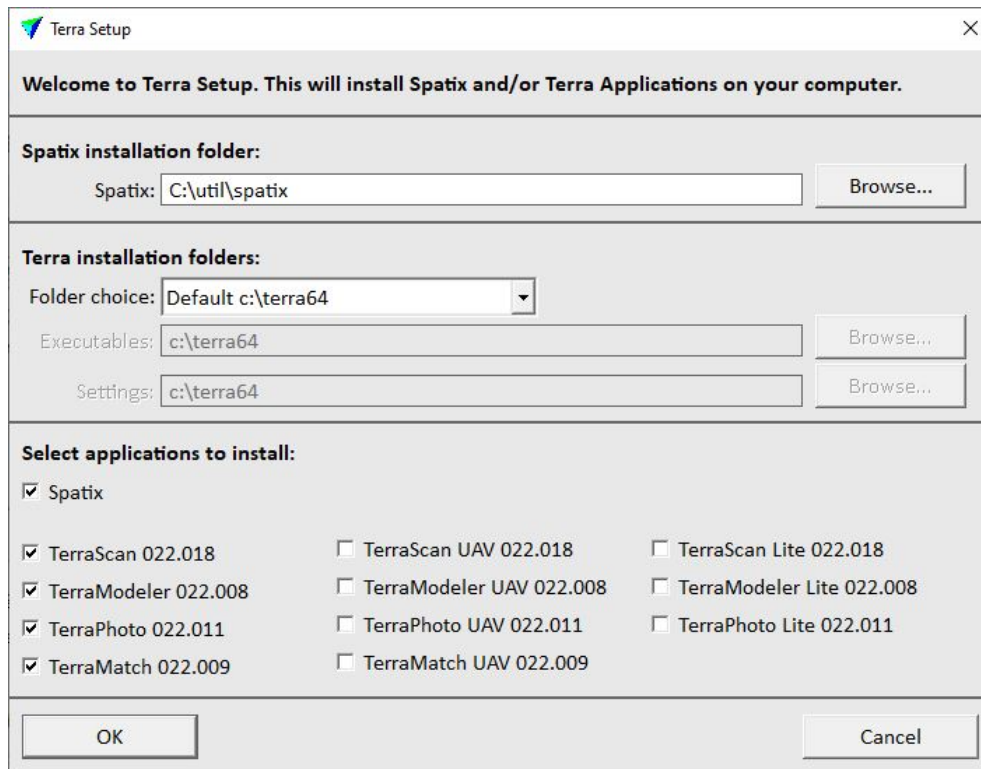 Terra Setup
Welcome to Terra Setup. This will install Spatix and/or Terra Applications on your computer.
Spatix installation folder:
Spatix: C:\util\spatix Browse...
Terra installation folders:
Folder choice: Default c:\terra64
Executables: c:\terra64 Browse...
Settings: c:\terra64 Browse...
Select applications to install:
Spatix
TerraScan 022.018 TerraScan UAV 022.018 TerraScan Lite 022.018
TerraModeler 022.008 TerraModeler UAV 022.008 TerraModeler Lite 022.008
TerraPhoto 022.011 TerraPhoto UAV 022.011 TerraPhoto Lite 022.011
TerraMatch 022.009 TerraMatch UAV 022.009
OK Cancel